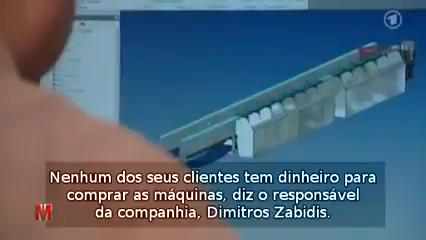 Nenhum dos seus clientes tem dinheiro para
comprar as máquinas, diz o responsável
da companhia, Dimitros Zabidis.
M